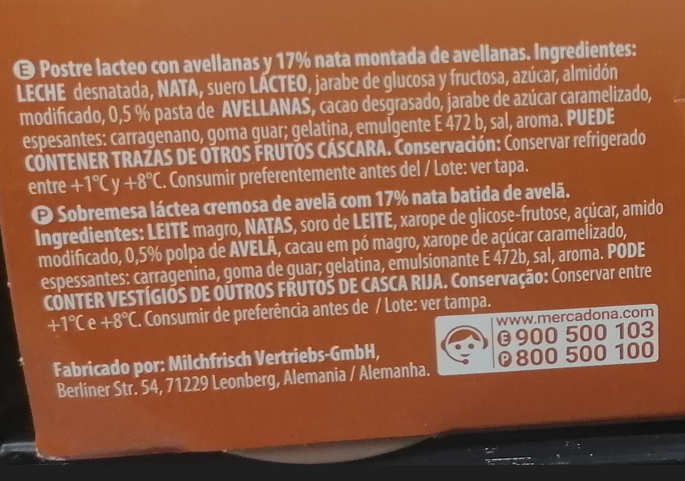 E Postre lacteo con avellanas y 17% nata montada de avellanas. Ingredientes:
LECHE desnatada, NATA, suero LÁCTEO, jarabe de glucosa y fructosa, azúcar, almidón
modificado, 0,5 % pasta de AVELLANAS, cacao desgrasado, jarabe de azúcar caramelizado,
espesantes: carragenano, goma guar; gelatina, emulgente E 472 b, sal, aroma. PUEDE
CONTENER TRAZAS DE OTROS FRUTOS CÁSCARA. Conservación: Conservar refrigerado
entre +1°C y +8°C. Consumir preferentemente antes del / Lote: ver tapa.
P Sobremesa láctea cremosa de avelã com 17% nata batida de avelã.
Ingredientes: LEITE magro, NATAS, soro de LEITE, xarope de glicose-frutose, açúcar, amido
modificado, 0,5% polpa de AVELÃ, cacau em pó magro, xarope de açúcar caramelizado,
espessantes: carragenina, goma de guar; gelatina, emulsionante E 472b, sal, aroma. PODE
CONTER VESTÍGIOS DE OUTROS FRUTOS DE CASCA RIJA. Conservação: Conservar entre
+1°C e +8°C. Consumir de preferência antes de / Lote: ver tampa.
www.mercadona.com
E 900 500 103
P 800 500 100
Fabricado por: Milchfrisch Vertriebs-GmbH,
Berliner Str. 54, 71229 Leonberg, Alemania / Alemanha.